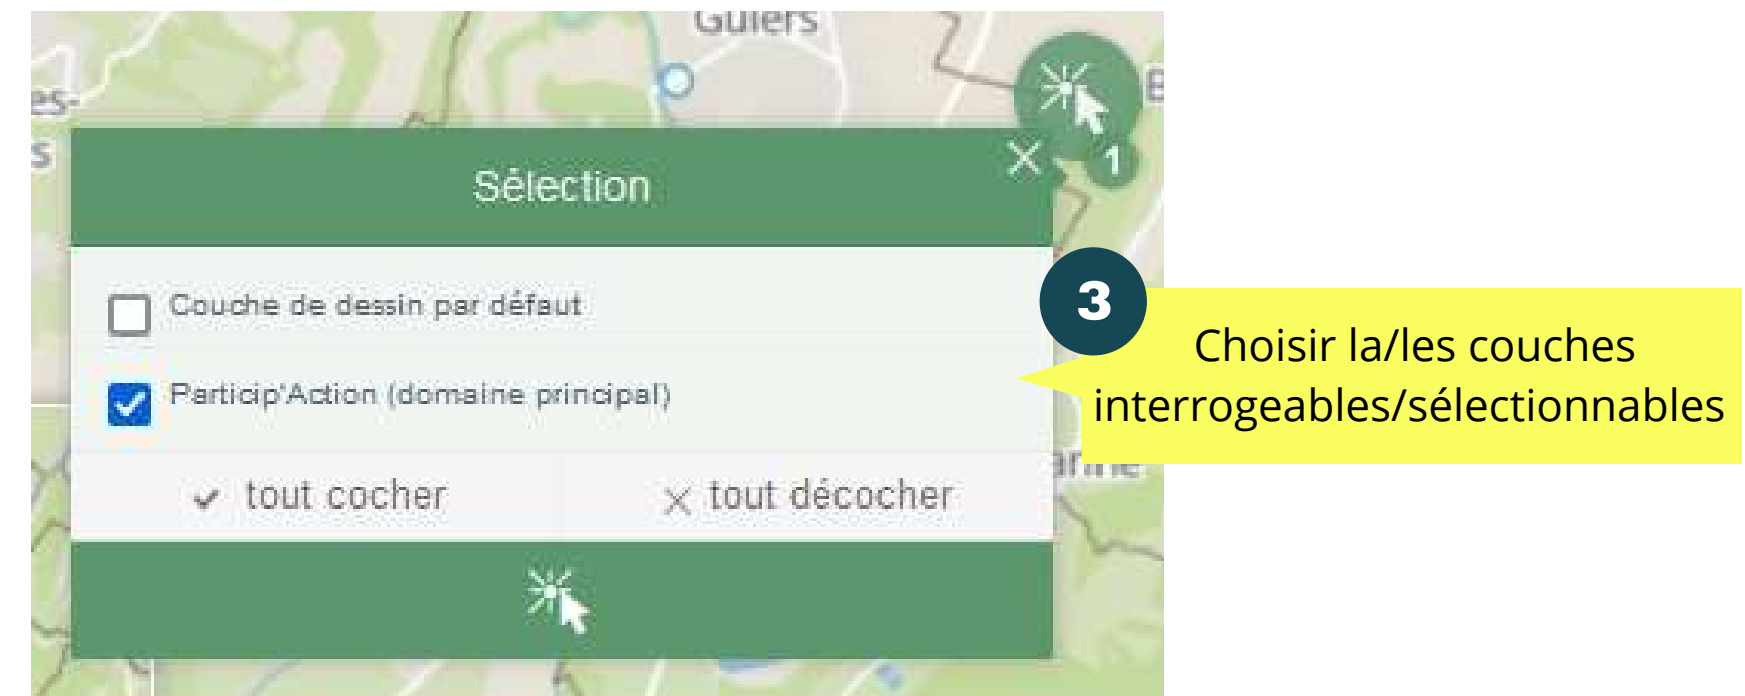 Guiers
es-
s
B
1
Sélection
Couche de dessin par défaut
Particip'Action (domaine principal)
tout cocher
tout décocher
3
Choisir la/les couches
interrogeables/sélectionnables